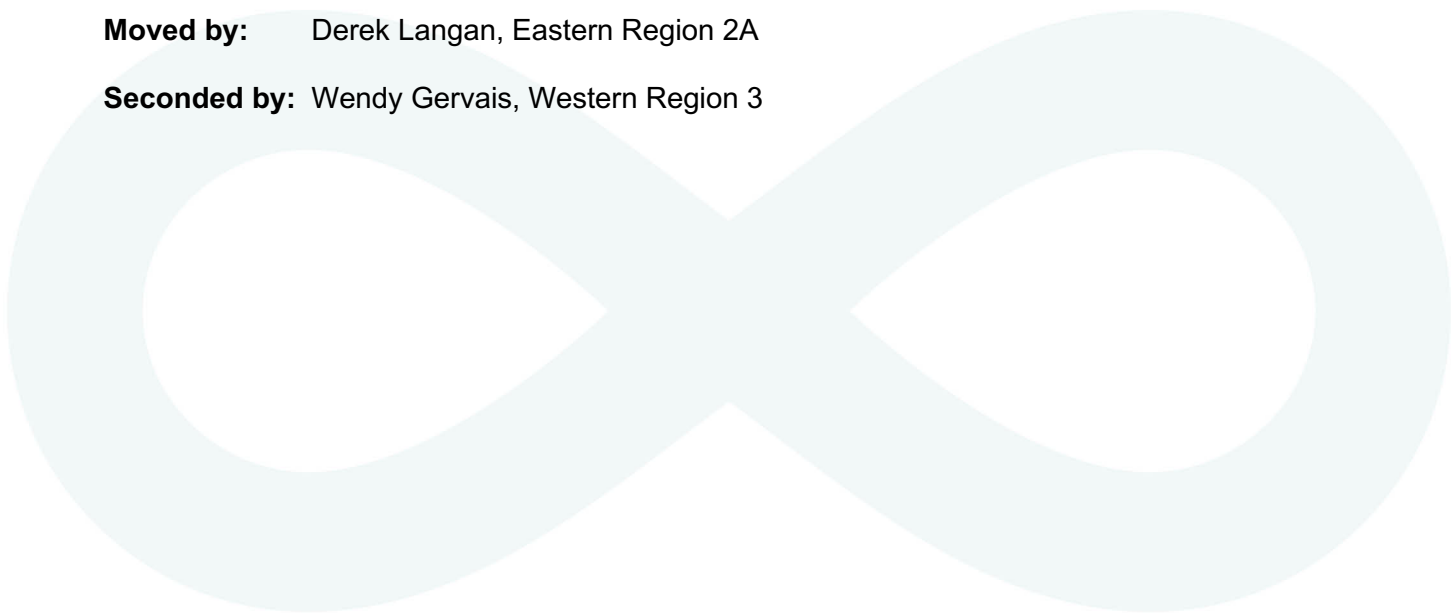 Moved by: Derek Langan, Eastern Region 2A
Seconded by: Wendy Gervais, Western Region 3